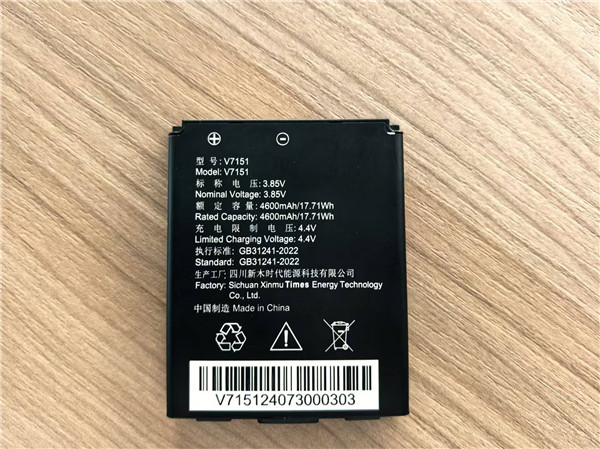 型号: V7151
Model: V7151
标称电压: 3.85V
Nominal Voltage: 3.85V
额定容量: 4600mAh/17.71Wh
Rated Capacity: 4600mAh/17.71Wh
充电限制电压: 4.4V
Limited Charging Voltage: 4.4V
执行标准: GB31241-2022
Standard: GB31241-2022
生产工厂: 四川新木时代能源科技有限公司
Factory: Sichuan Xinmu Times Energy Technology
Co., Ltd.
中国制造 Made in China
V715124073000303